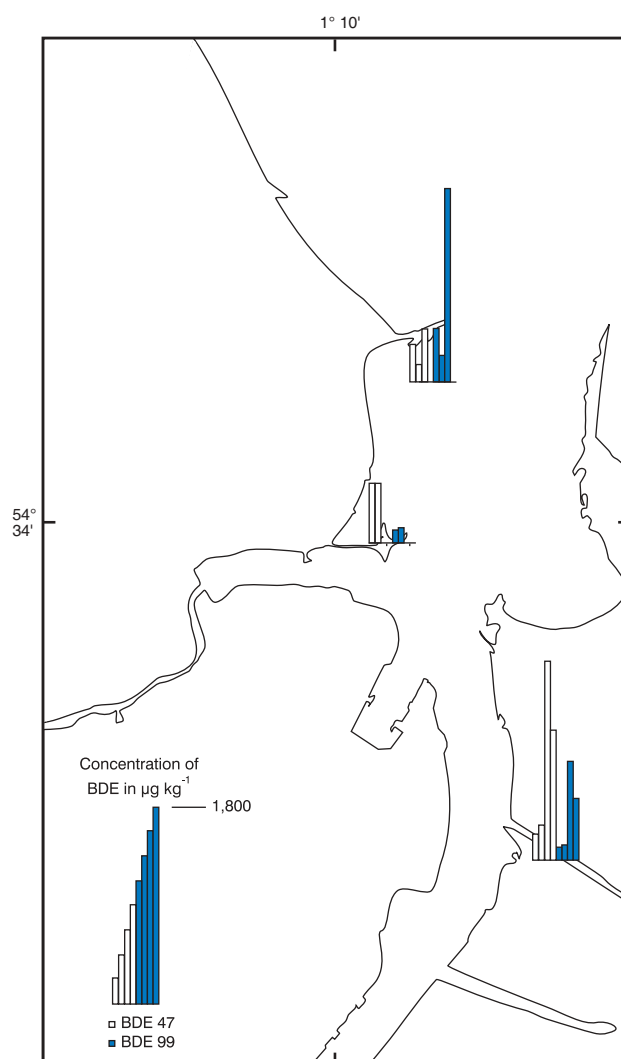 1° 10'
54°
34'
Concentration of
BDE in µg kg⁻¹
1,800
BDE 47
BDE 99